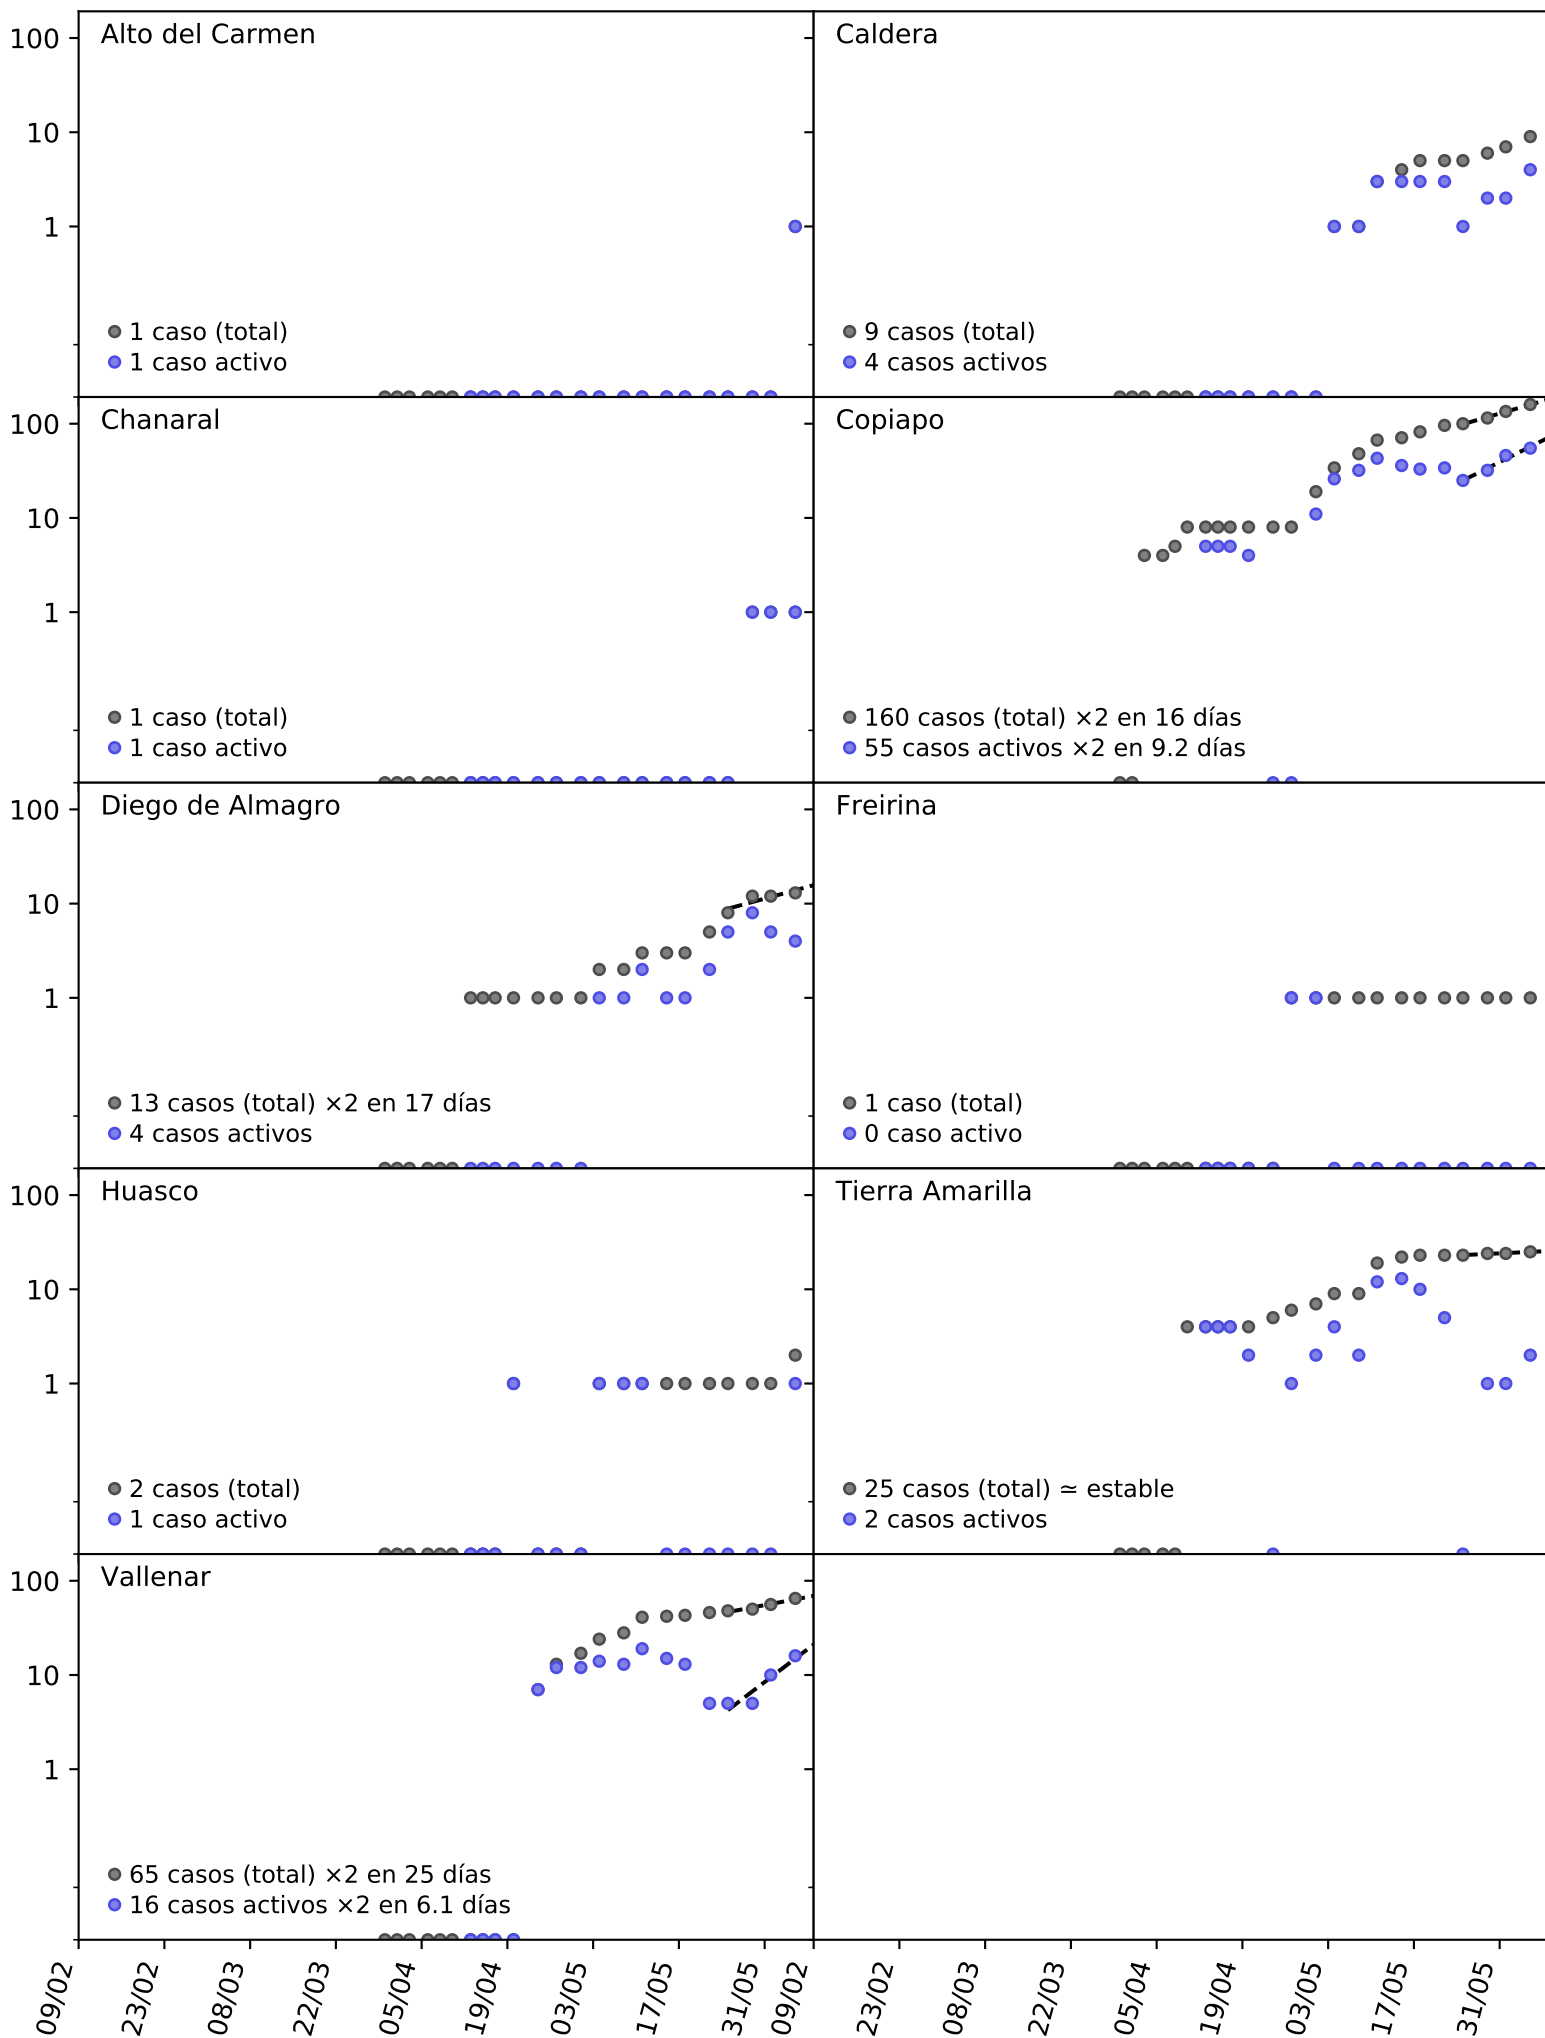 Alto del Carmen
100
10
1
1 caso (total)
1 caso activo
Caldera
9 casos (total)
4 casos activos
Chanaral
100
10
1
1 caso (total)
1 caso activo
Copiapo
160 casos (total) ×2 en 16 días
55 casos activos ×2 en 9.2 días
Diego de Almagro
100
10
1
13 casos (total) ×2 en 17 días
4 casos activos
Freirina
1 caso (total)
0 caso activo
Huasco
100
10
1
2 casos (total)
1 caso activo
Tierra Amarilla
25 casos (total) ≃ estable
2 casos activos
Vallenar
100
10
1
65 casos (total) ×2 en 25 días
16 casos activos ×2 en 6.1 días
09/02
23/02
08/03
22/03
05/04
19/04
03/05
17/05
31/05
09/02
23/02
08/03
22/03
05/04
19/04
03/05
17/05
31/05